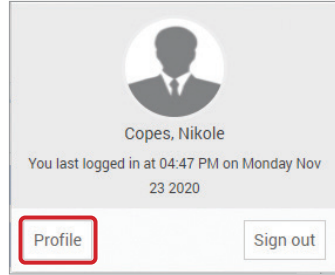 Copes, Nikole
You last logged in at 04:47 PM on Monday Nov
23 2020
Profile
Sign out